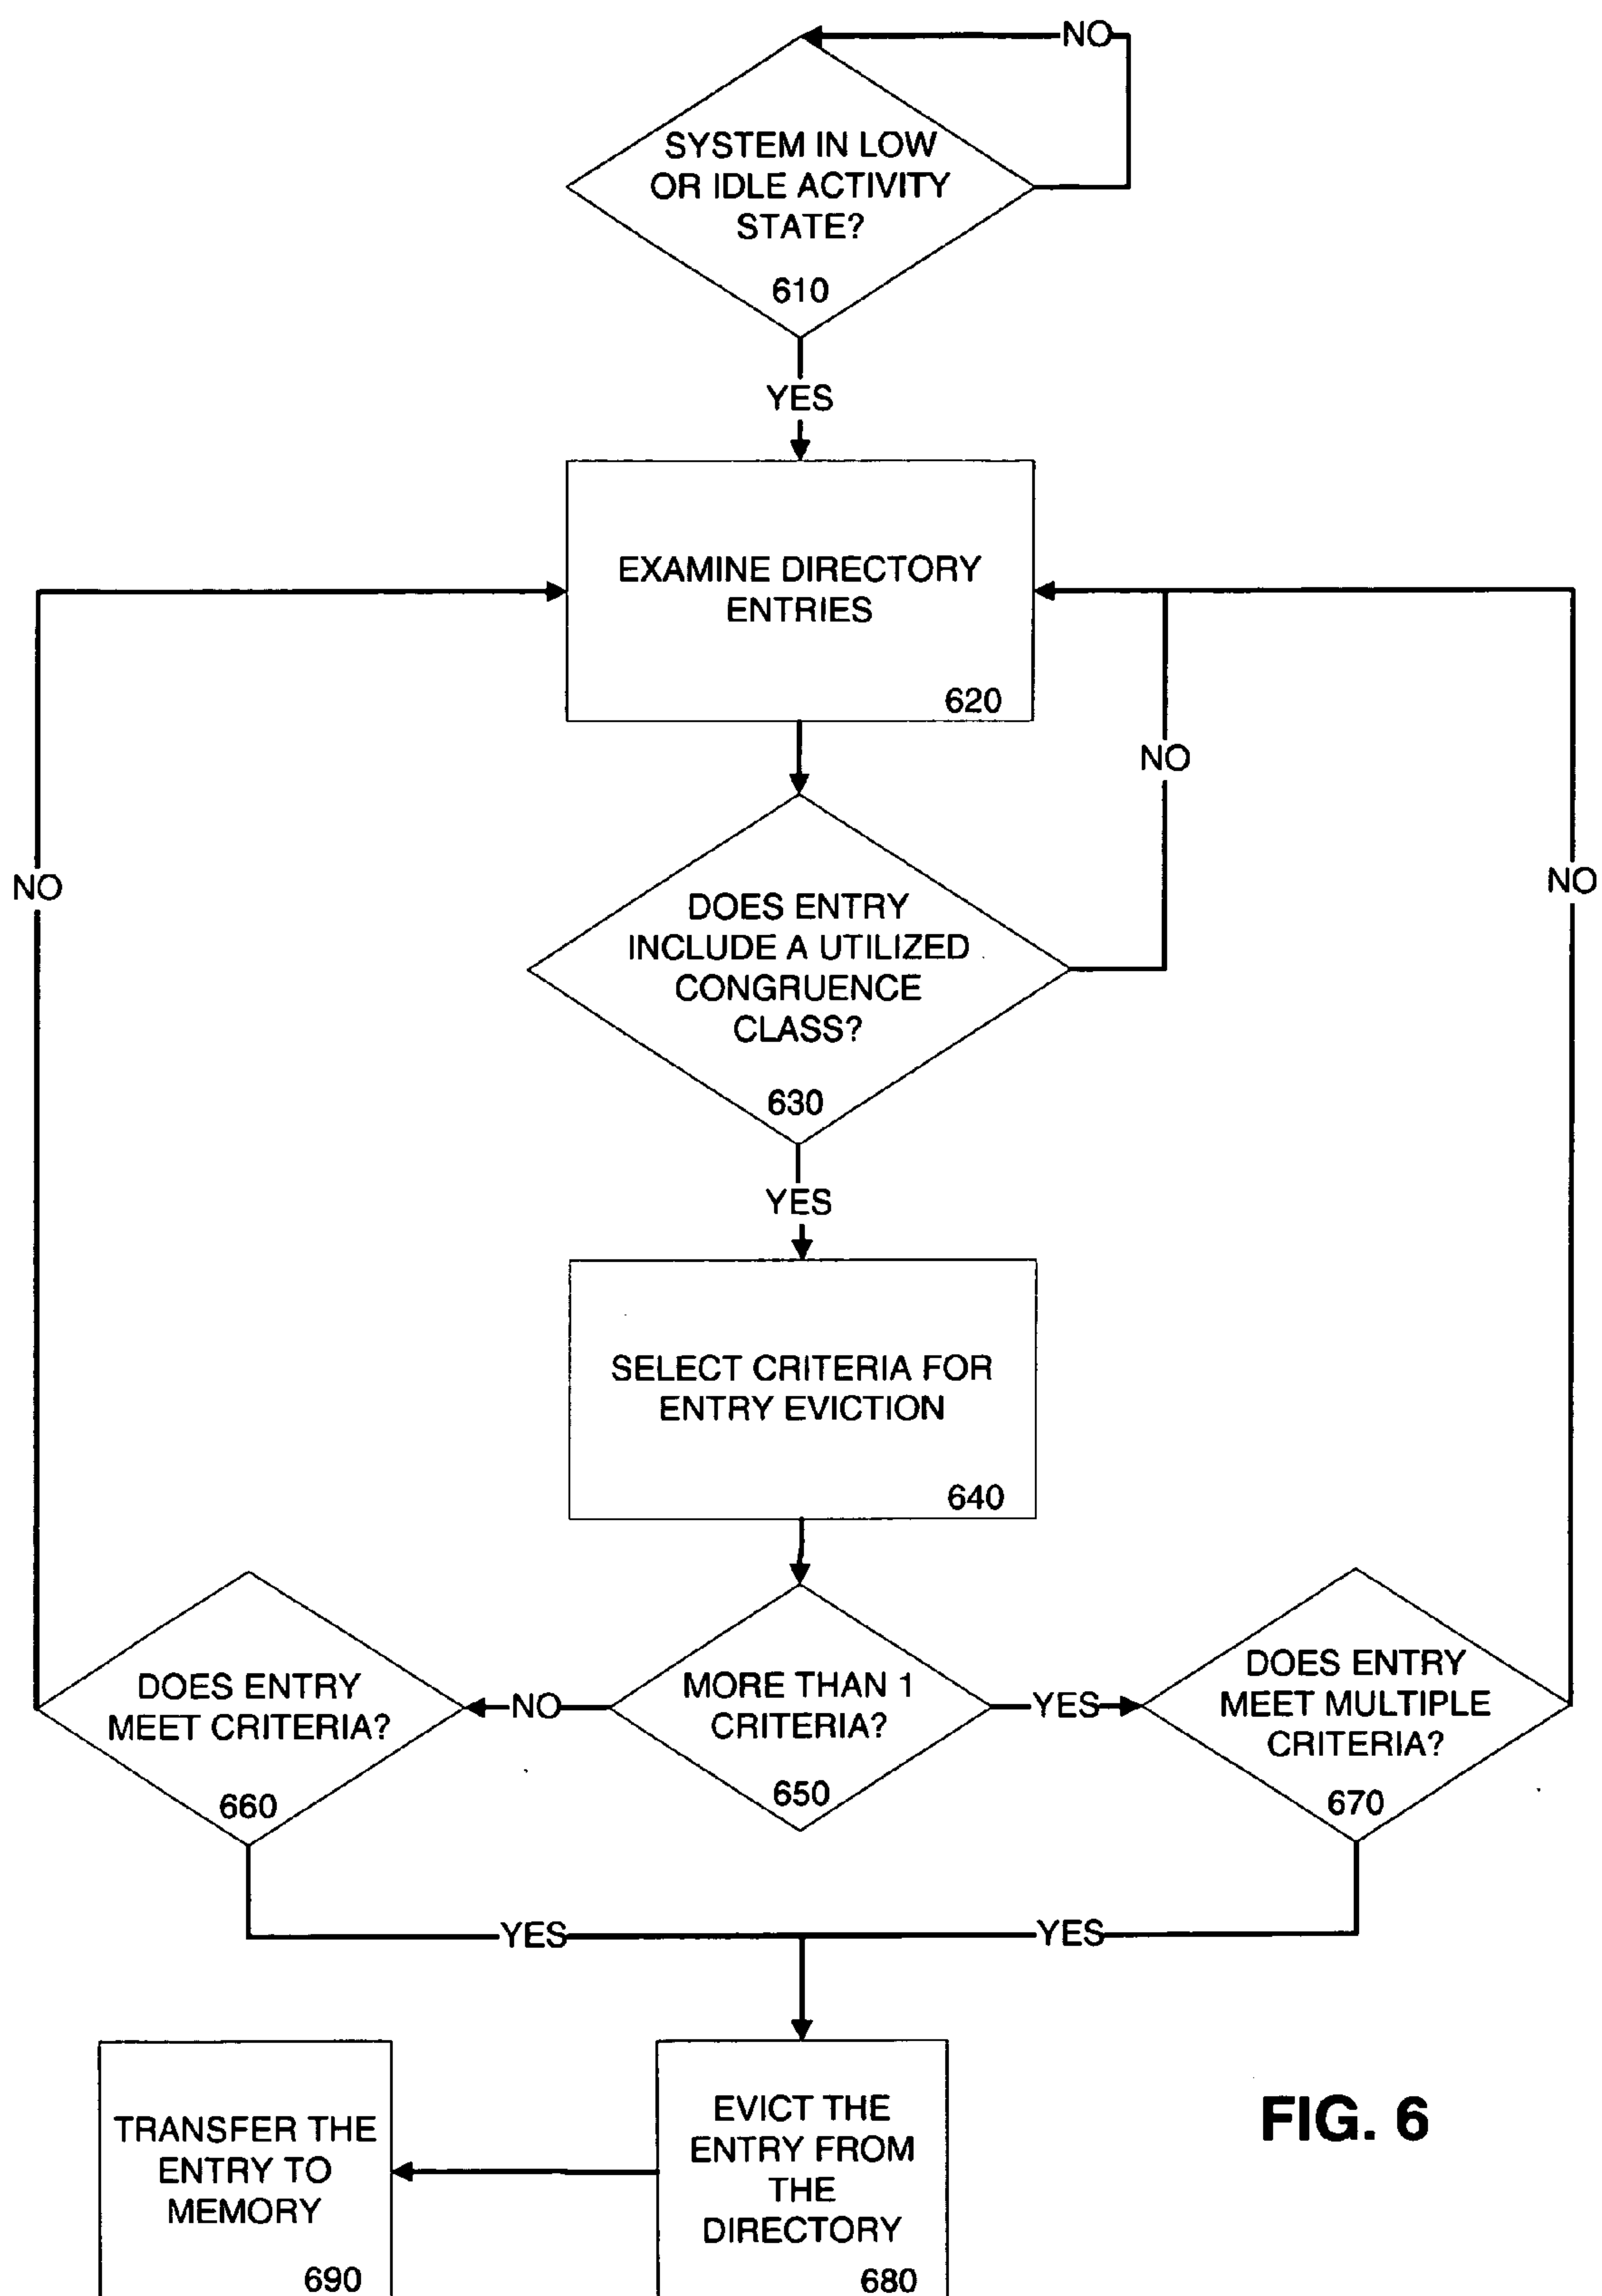 NO
SYSTEM IN LOW
OR IDLE ACTIVITY
STATE?
610
YES
EXAMINE DIRECTORY
ENTRIES
620
NO
NO
NO
DOES ENTRY
INCLUDE A UTILIZED
CONGRUENCE
CLASS?
630
YES
SELECT CRITERIA FOR
ENTRY EVICTION
640
DOES ENTRY
MEET CRITERIA?
660
NO
MORE THAN 1
CRITERIA?
650
YES
DOES ENTRY
MEET MULTIPLE
CRITERIA?
670
YES
YES
TRANSFER THE
ENTRY TO
MEMORY
690
EVICT THE
ENTRY FROM
THE
DIRECTORY
680
FIG. 6